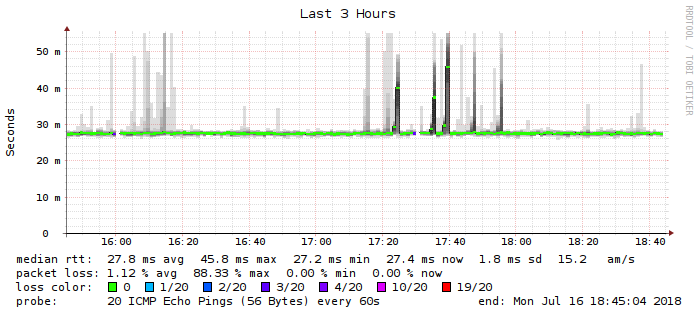 Last 3 Hours
RRDTOOL / TOBI OETIKER
Seconds
50 m
40 m
30 m
20 m
10 m
0
16:00 16:20 16:40 17:00 17:20 17:40 18:00 18:20 18:40
median rtt: 27.8 ms avg 45.8 ms max 27.2 ms min 27.4 ms now 1.8 ms sd 15.2 am/s
packet loss: 1.12 % avg 88.33 % max 0.00 % min 0.00 % now
loss color: 0 1/20 2/20 3/20 4/20 10/20 19/20
probe: 20 ICMP Echo Pings (56 Bytes) every 60s end: Mon Jul 16 18:45:04 2018